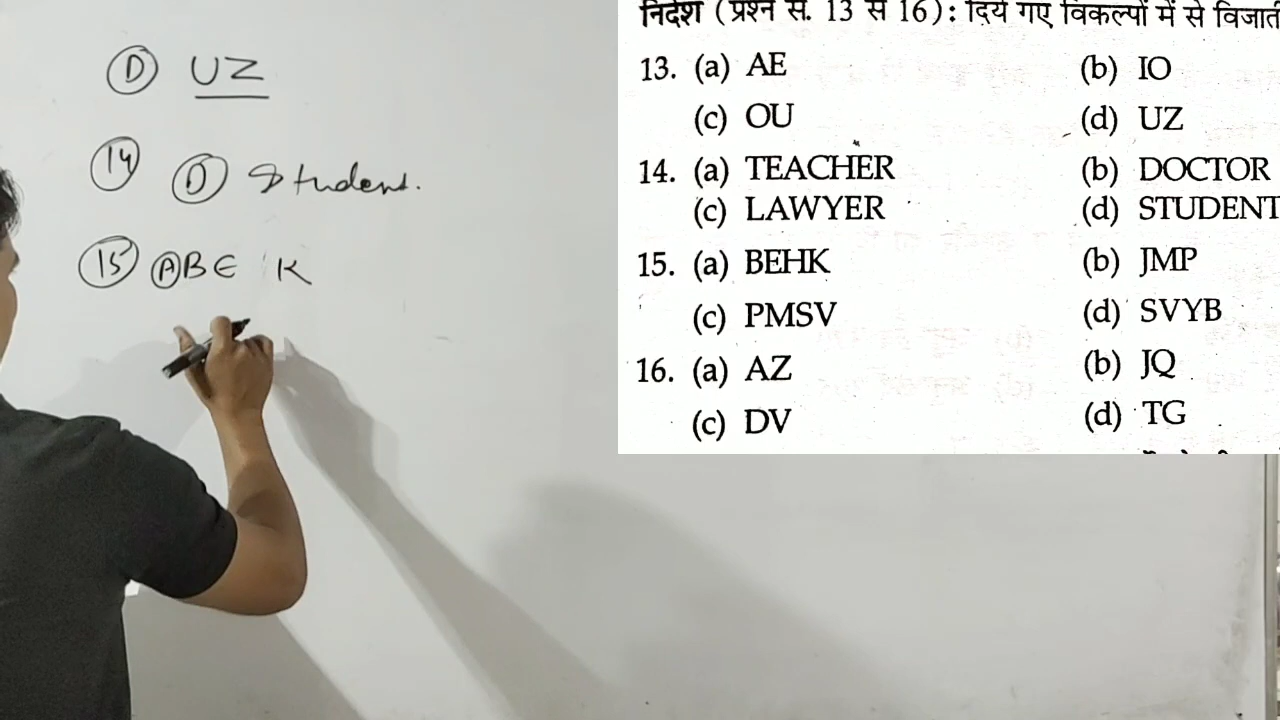 Ⓓ UZ
⑭ Ⓓ Student.
⑮ Ⓐ BE K
निर्देश (प्रश्न सं. 13 से 16) : दिये गए विकल्पों में से विजाती
13. (a) AE (b) IO
(c) OU (d) UZ
14. (a) TEACHER (b) DOCTOR
(c) LAWYER (d) STUDENT
15. (a) BEHK (b) JMP
(c) PMSV (d) SVYB
16. (a) AZ (b) JQ
(c) DV (d) TG